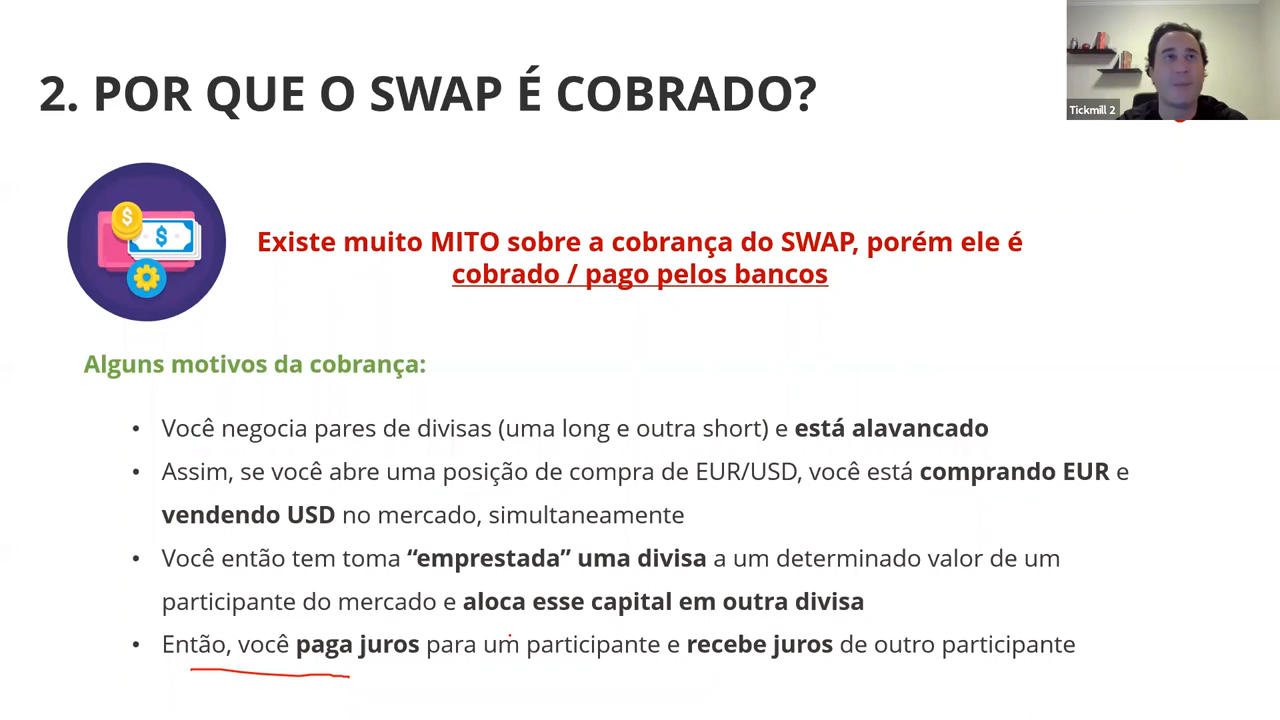 2. POR QUE O SWAP É COBRADO?
Tickmill 2
Existe muito MITO sobre a cobrança do SWAP, porém ele é
cobrado / pago pelos bancos
Alguns motivos da cobrança:
• Você negocia pares de divisas (uma long e outra short) e está alavancado
• Assim, se você abre uma posição de compra de EUR/USD, você está comprando EUR e
vendendo USD no mercado, simultaneamente
• Você então tem toma “emprestada” uma divisa a um determinado valor de um
participante do mercado e aloca esse capital em outra divisa
• Então, você paga juros para um participante e recebe juros de outro participante